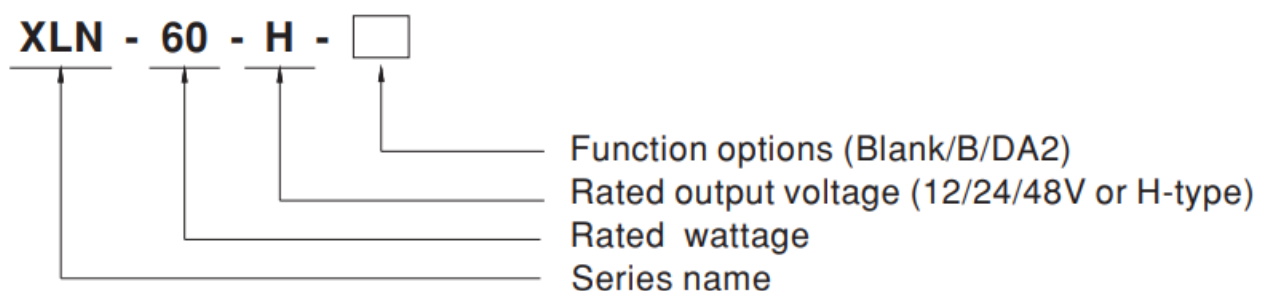 XLN - 60 - H -
Function options (Blank/B/DA2)
Rated output voltage (12/24/48V or H-type)
Rated wattage
Series name